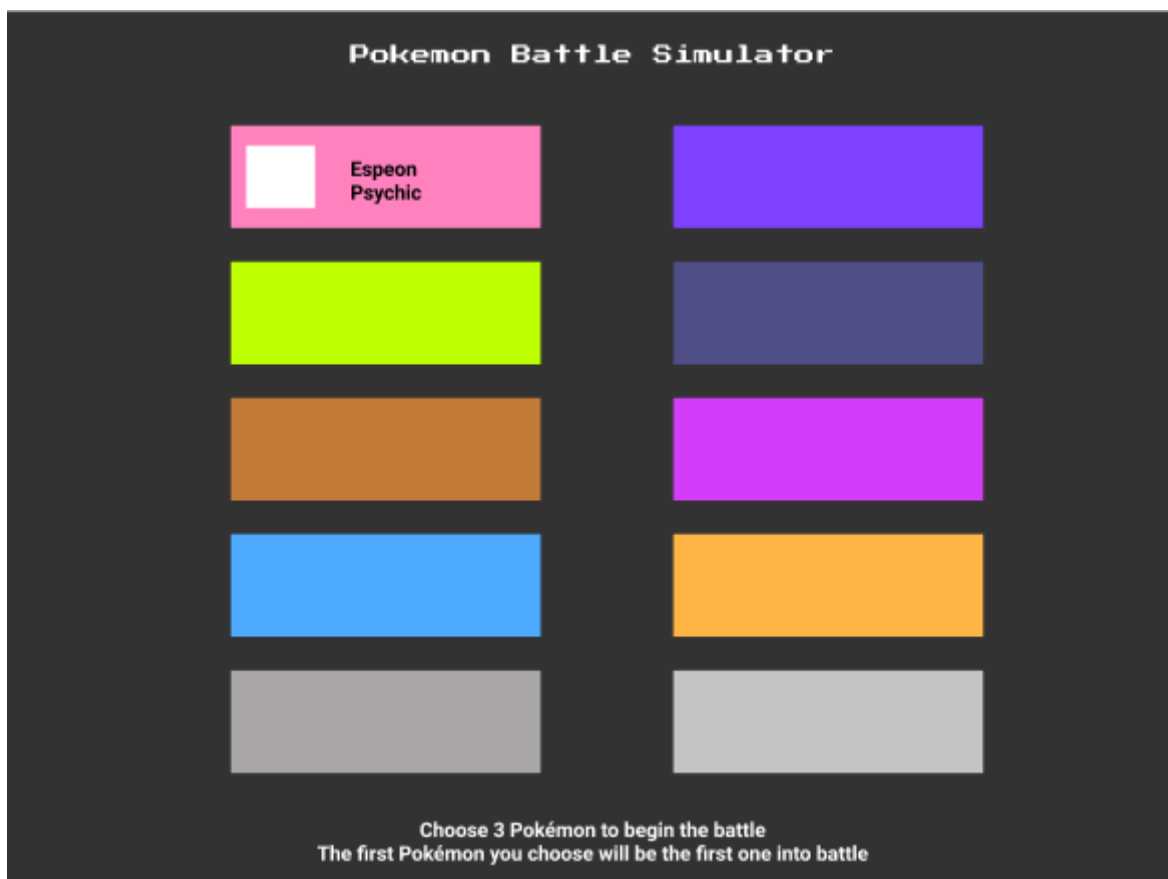 Pokemon Battle Simulator
Espeon
Psychic
Choose 3 Pokémon to begin the battle
The first Pokémon you choose will be the first one into battle